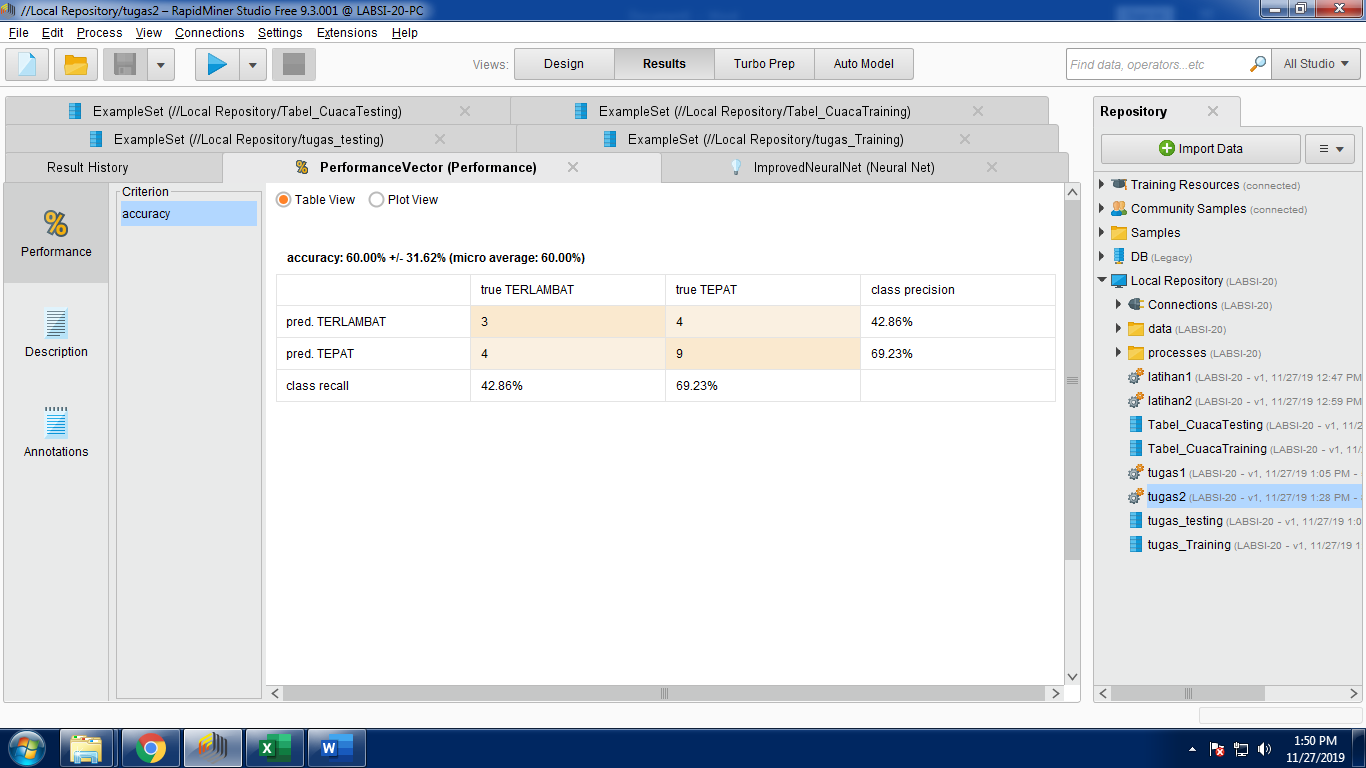 //Local Repository/tugas2 – RapidMiner Studio Free 9.3.001 @ LABSI-20-PC
File Edit Process View Connections Settings Extensions Help
Views: Design Results Turbo Prep Auto Model Find data, operators...etc All Studio
ExampleSet (//Local Repository/Tabel_CuacaTesting) ExampleSet (//Local Repository/Tabel_CuacaTraining)
ExampleSet (//Local Repository/tugas_testing) ExampleSet (//Local Repository/tugas_Training)
Result History PerformanceVector (Performance) ImprovedNeuralNet (Neural Net)
Criterion
accuracy
% Performance
Description
Annotations
Table View Plot View
accuracy: 60.00% +/- 31.62% (micro average: 60.00%)
true TERLAMBAT true TEPAT class precision
pred. TERLAMBAT 3 4 42.86%
pred. TEPAT 4 9 69.23%
class recall 42.86% 69.23%
Repository
Import Data
Training Resources (connected)
Community Samples (connected)
Samples
DB (Legacy)
Local Repository (LABSI-20)
Connections (LABSI-20)
data (LABSI-20)
processes (LABSI-20)
latihan1 (LABSI-20 - v1, 11/27/19 12:47 PM
latihan2 (LABSI-20 - v1, 11/27/19 12:59 PM
Tabel_CuacaTesting (LABSI-20 - v1, 11/2
Tabel_CuacaTraining (LABSI-20 - v1, 11/
tugas1 (LABSI-20 - v1, 11/27/19 1:05 PM -
tugas2 (LABSI-20 - v1, 11/27/19 1:28 PM -
tugas_testing (LABSI-20 - v1, 11/27/19 1:0
tugas_Training (LABSI-20 - v1, 11/27/19 1
1:50 PM
11/27/2019